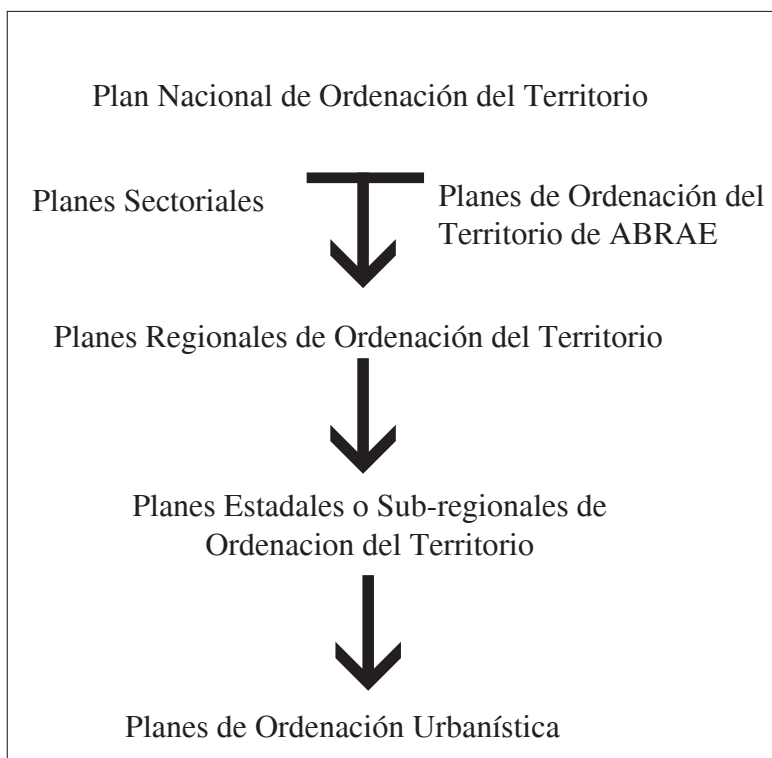 Plan Nacional de Ordenación del Territorio
Planes Sectoriales
Planes de Ordenación del
Territorio de ABRAE
Planes Regionales de Ordenación del Territorio
Planes Estadales o Sub-regionales de
Ordenacion del Territorio
Planes de Ordenación Urbanística